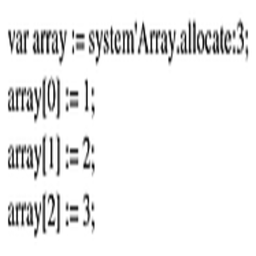 var array := system'Array.allocate:3;
array[0] := 1;
array[1] := 2;
array[2] := 3;